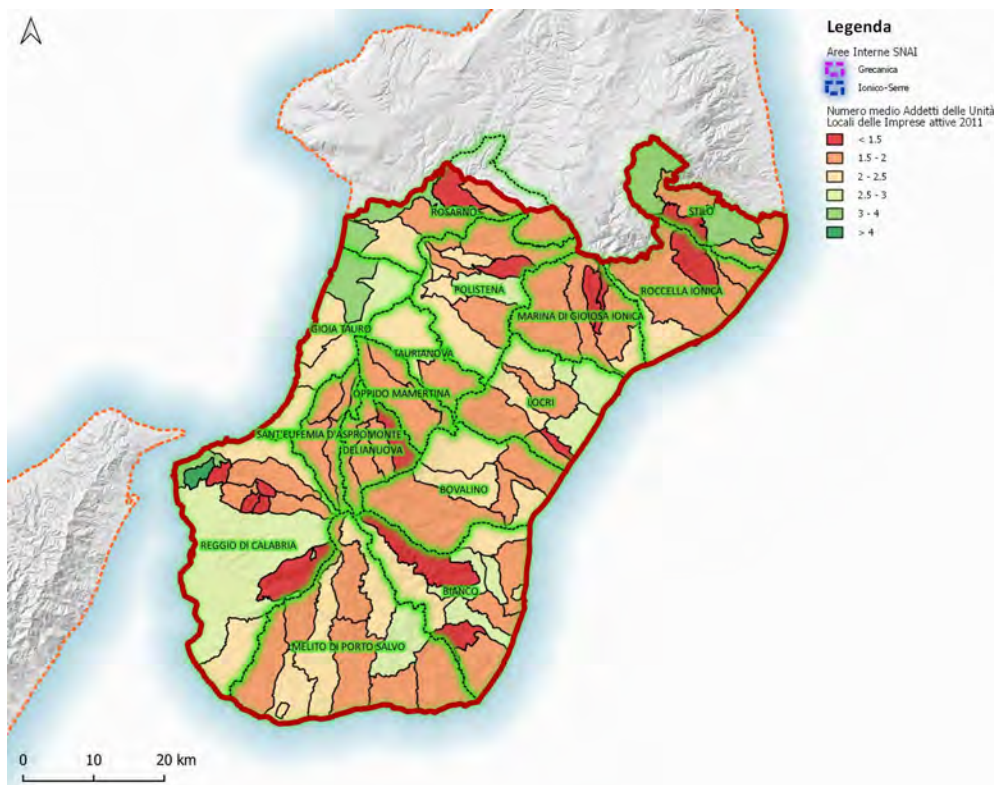 Legenda
Aree Interne SNAI
Grecanica
Ionico-Serre
Numero medio Addetti delle Unità
Locali delle Imprese attive 2011
< 1.5
1.5 - 2
2 - 2.5
2.5 - 3
3 - 4
> 4
ROSARNO
STILO
POLISTENA
ROCCELLA IONICA
MARINA DI GIOIOSA IONICA
GIOIA TAURO
TAURIANOVA
OPPIDO MAMERTINA
LOCRI
SANT'EUFEMIA D'ASPROMONTE
DELIANUOVA
BOVALINO
REGGIO DI CALABRIA
BIANCO
MELITO DI PORTO SALVO
0 10 20 km